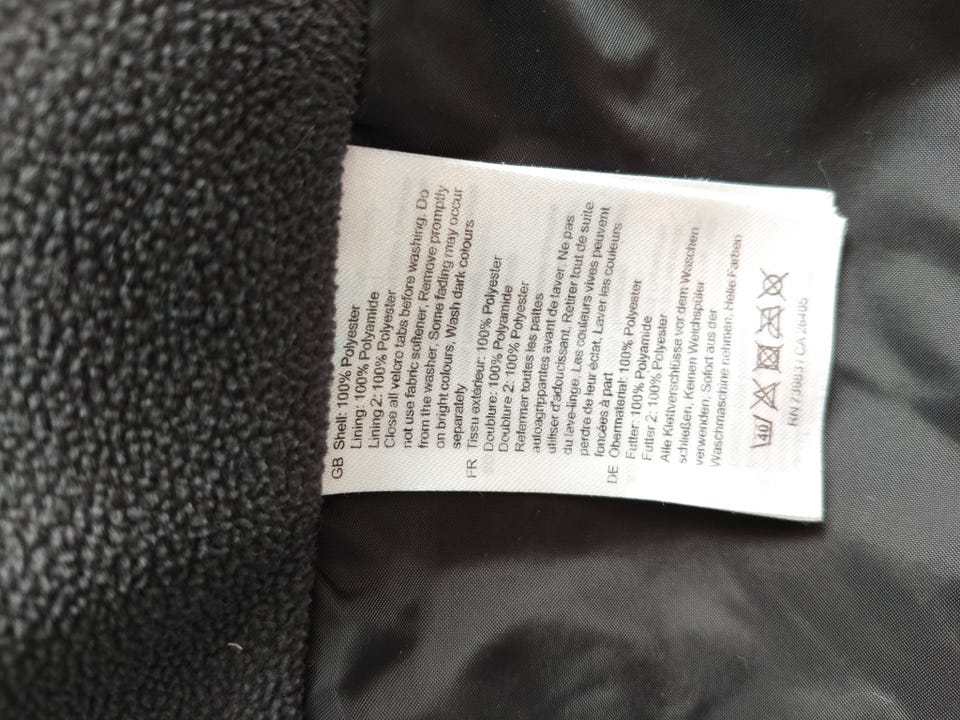 GB Shell: 100% Polyester
Lining: 100% Polyamide
Lining 2: 100% Polyester
Close all velcro tabs before washing. Do
not use fabric softener, Remove promptly
from the washer, Some fading may occur
on bright colours, Wash dark colours
separately
FR Tissu extérieur: 100% Polyester
Doublure: 100% Polyamide
Doublure 2: 100% Polyester
Refermer toutes les pattes
autoagrippantes avant de laver. Ne pas
utiliser d'adoucissant, Retirer tout de suite
du lave-linge. Les couleurs vives peuvent
perdre de leur éclat, Laver les couleurs
foncées à part
DE Obermaterial: 100% Polyester
Futter: 100% Polyamide
Futter 2: 100% Polyester
Alle Klettverschlüsse vor dem Waschen
schließen, Keinen Weichspüler
verwenden. Sofort aus der
Waschmaschine nehmen. Helle Farben
40
RN 73983 / CA 26405